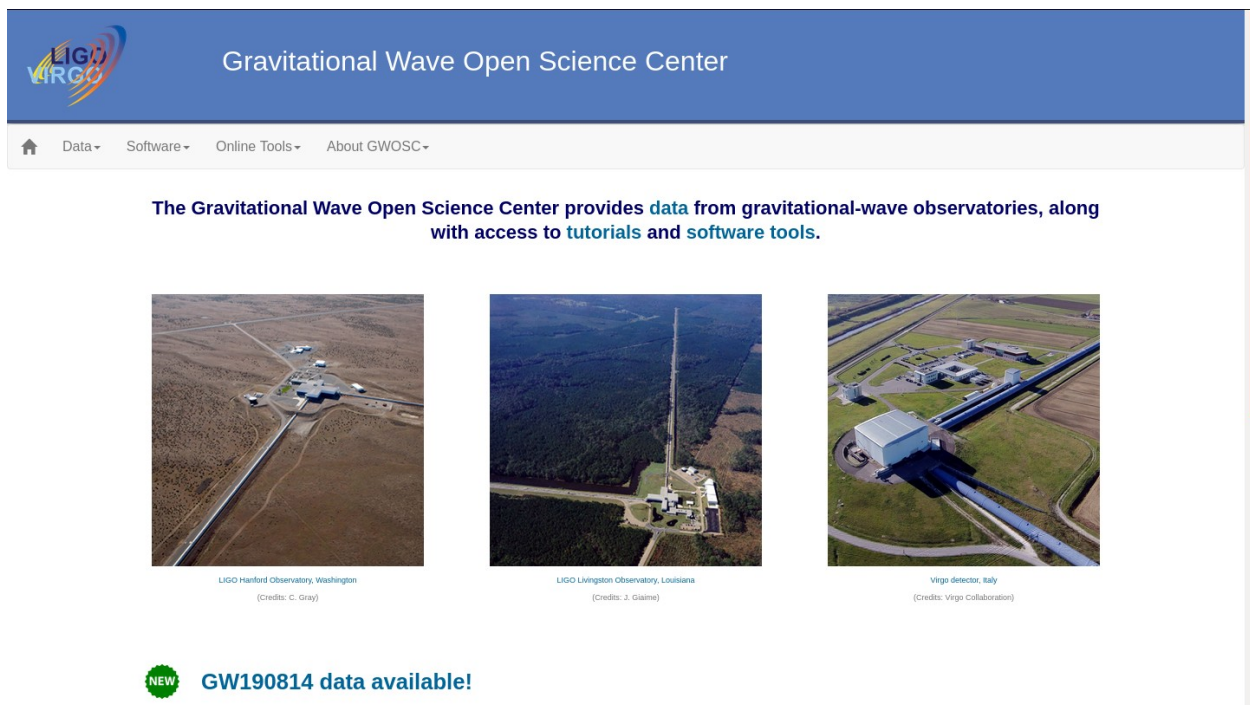 LIGO
VIRGO
Gravitational Wave Open Science Center
Data
Software
Online Tools
About GWOSC
The Gravitational Wave Open Science Center provides data from gravitational-wave observatories, along
with access to tutorials and software tools.
LIGO Hanford Observatory, Washington
(Credits: C. Gray)
LIGO Livingston Observatory, Louisiana
(Credits: J. Giaime)
Virgo detector, Italy
(Credits: Virgo Collaboration)
NEW
GW190814 data available!